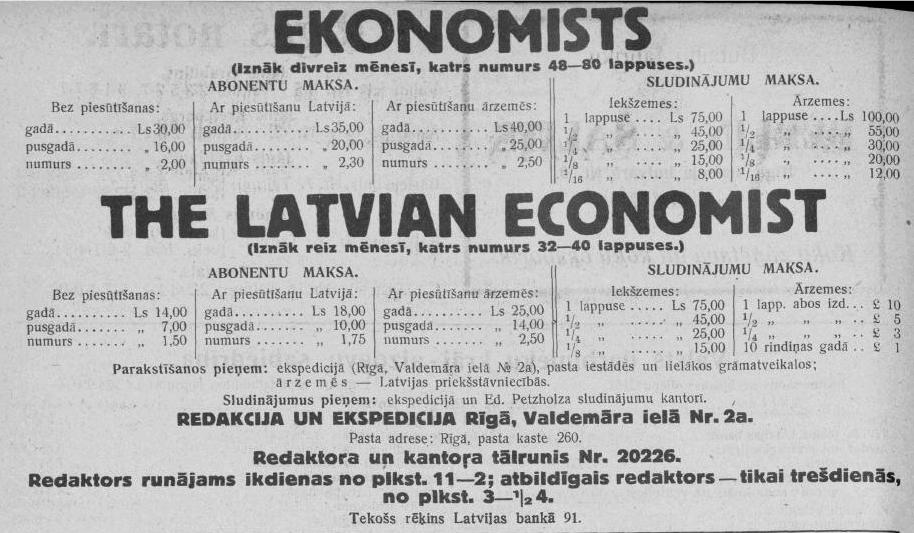 EKONOMISTS
(Iznāk divreiz mēnesī, katrs numurs 48—80 lappuses.)
ABONENTU MAKSA.
Bez piesūtīšanas:
gadā.......... Ls 30,00
pusgadā........ „ 16,00
numurs ....... „ 2,00
Ar piesūtīšanu Latvijā:
gadā.......... Ls 35,00
pusgadā........ „ 20,00
numurs ....... „ 2,30
Ar piesūtīšanu ārzemēs:
gadā.......... Ls 40,00
pusgadā........ „ 25,00
numurs ....... „ 2,50
SLUDINĀJUMU MAKSA.
Iekšzemes:
1 lappuse .... Ls 75,00
1/2 „ ..... „ 45,00
1/4 „ ..... „ 25,00
1/8 „ ..... „ 15,00
1/16 „ ..... „ 8,00
Ārzemes:
1 lappuse .... Ls 100,00
1/2 „ ..... „ 55,00
1/4 „ ..... „ 30,00
1/8 „ ..... „ 20,00
1/16 „ ..... „ 12,00
THE LATVIAN ECONOMIST
(Iznāk reiz mēnesī, katrs numurs 32—40 lappuses.)
ABONENTU MAKSA.
Bez piesūtīšanas:
gadā.......... Ls 14,00
pusgadā........ „ 7,00
numurs ....... „ 1,50
Ar piesūtīšanu Latvijā:
gadā.......... Ls 18,00
pusgadā........ „ 10,00
numurs ....... „ 1,75
Ar piesūtīšanu ārzemēs:
gadā.......... Ls 25,00
pusgadā........ „ 14,00
numurs ....... „ 2,50
SLUDINĀJUMU MAKSA.
Iekšzemes:
1 lappuse ..... Ls 75,00
1/2 „ ..... „ 45,00
1/4 „ ..... „ 25,00
1/8 „ ..... „ 15,00
Ārzemes:
1 lapp. abos izd... £ 10
1/2 „ „ „ .. £ 5
1/4 „ „ „ .. £ 3
10 rindiņas gadā .. £ 1
Parakstīšanos pieņem: ekspedicijā (Rīgā, Valdemāra ielā № 2a), pasta iestādēs un lielākos grāmatveikalos;
ārzemēs — Latvijas priekšstāvniecībās.
Sludinājumus pieņem: ekspedicijā un Ed. Petzholza sludinājumu kantorī.
REDAKCIJA UN EKSPEDICIJA Rīgā, Valdemāra ielā Nr. 2a.
Pasta adrese: Rīgā, pasta kaste 260.
Redaktora un kantoŗa tālrunis Nr. 20226.
Redaktors runājams ikdienas no plkst. 11—2; atbildīgais redaktors — tikai trešdienās,
no plkst. 3—1/2 4.
Tekošs rēķins Latvijas bankā 91.